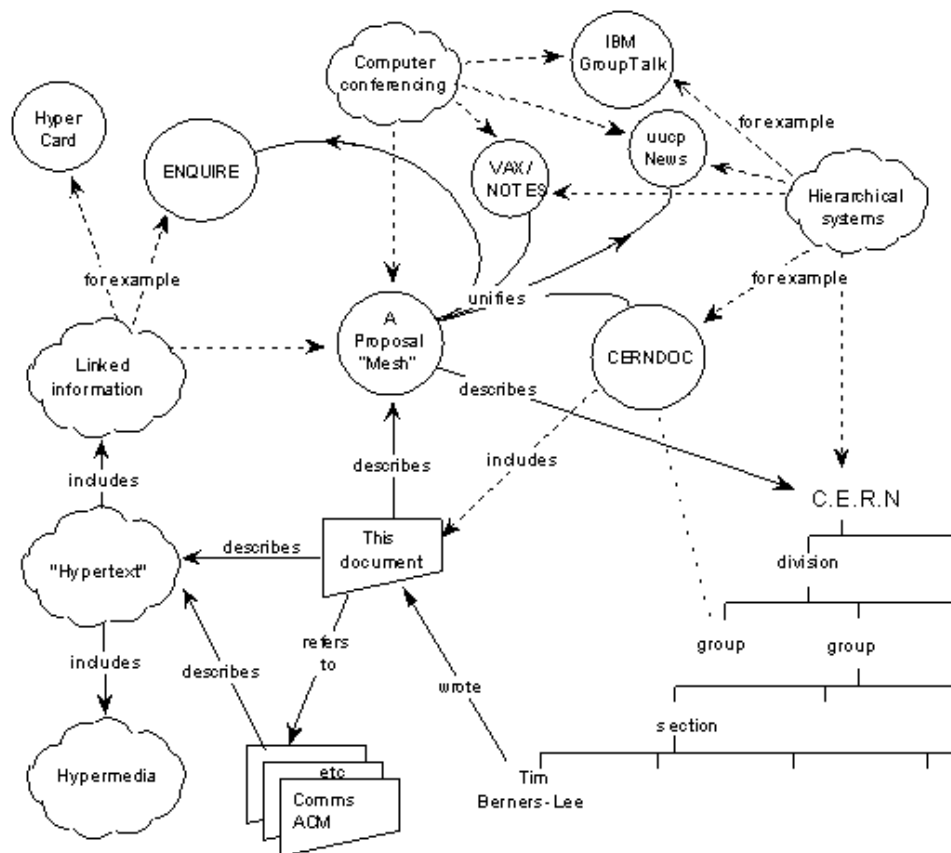 IBM
GroupTalk
Computer
conferencing
Hyper
Card
ENQUIRE
for example
uucp
News
VAX/
NOTES
Hierarchical
systems
for example
for example
unifies
A
Proposal
"Mesh"
CERNDOC
Linked
information
describes
includes
describes
includes
C.E.R.N
This
document
describes
"Hypertext"
division
refers
to
group
group
includes
describes
wrote
section
Hypermedia
etc
Comms
ACM
Tim
Berners-Lee